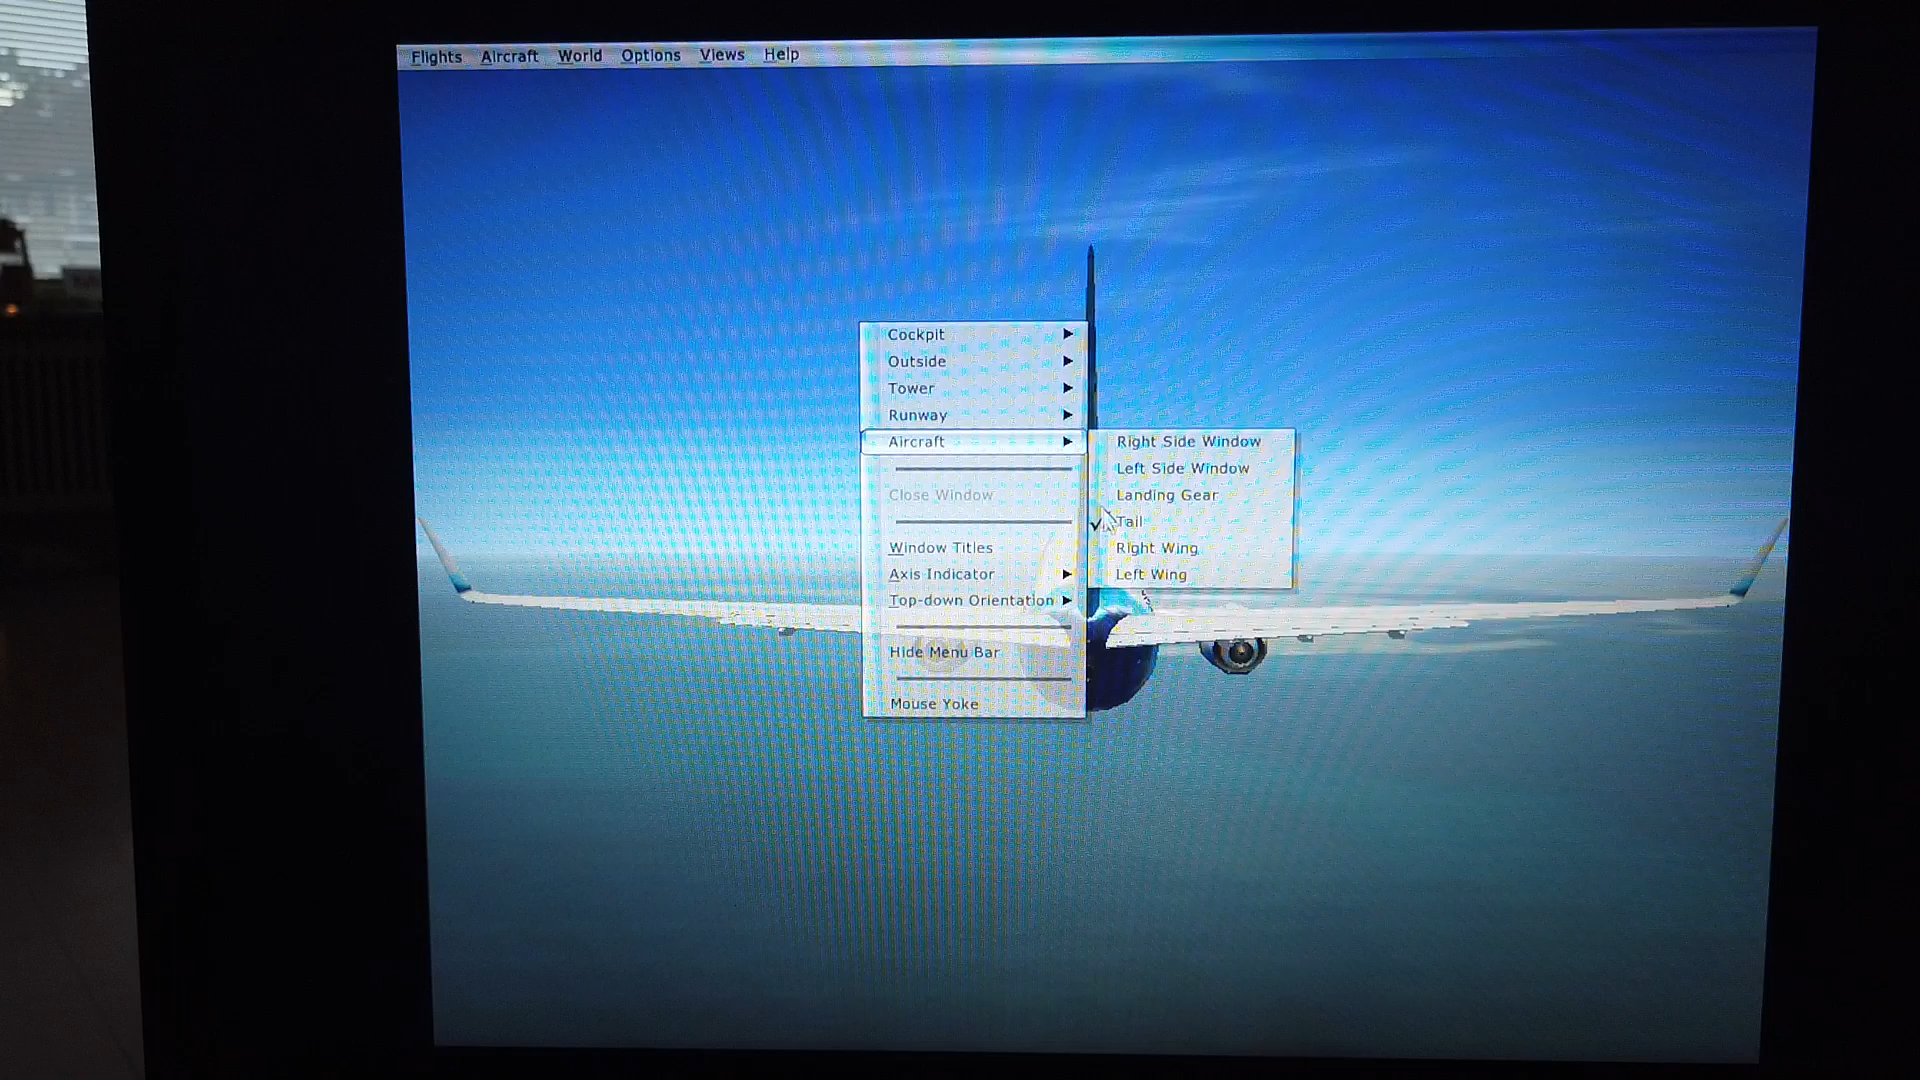 Flights Aircraft World Options Views Help
Cockpit
Outside
Tower
Runway
Aircraft
Close Window
Window Titles
Axis Indicator
Top-down Orientation
Hide Menu Bar
Mouse Yoke
Right Side Window
Left Side Window
Landing Gear
Tail
Right Wing
Left Wing